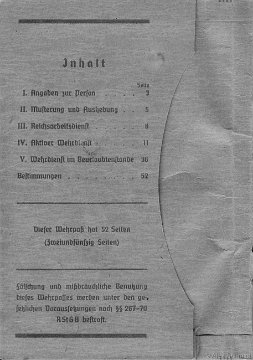 Inhalt
Seite
I. Angaben zur Person . . . . . 3
II. Musterung und Aushebung . . . 5
III. Reichsarbeitsdienst . . . . . 8
IV. Aktiver Wehrdienst . . . . . 11
V. Wehrdienst im Beurlaubtenstande 36
Bestimmungen . . . . . . . 52
Dieser Wehrpaß hat 52 Seiten
(Zweiundfünfzig Seiten)
Fälschung und mißbräuchliche Benutzung
dieses Wehrpasses werden unter den ge-
setzlichen Voraussetzungen nach §§ 267-70
RStGB bestraft.